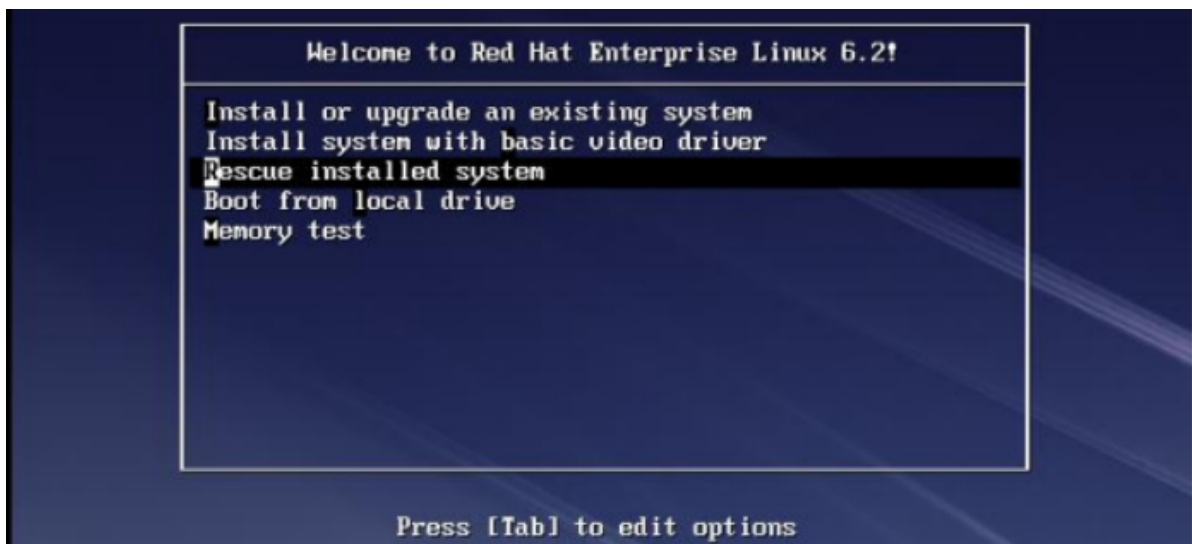 Welcome to Red Hat Enterprise Linux 6.2!
Install or upgrade an existing system
Install system with basic video driver
Rescue installed system
Boot from local drive
Memory test
Press [Tab] to edit options